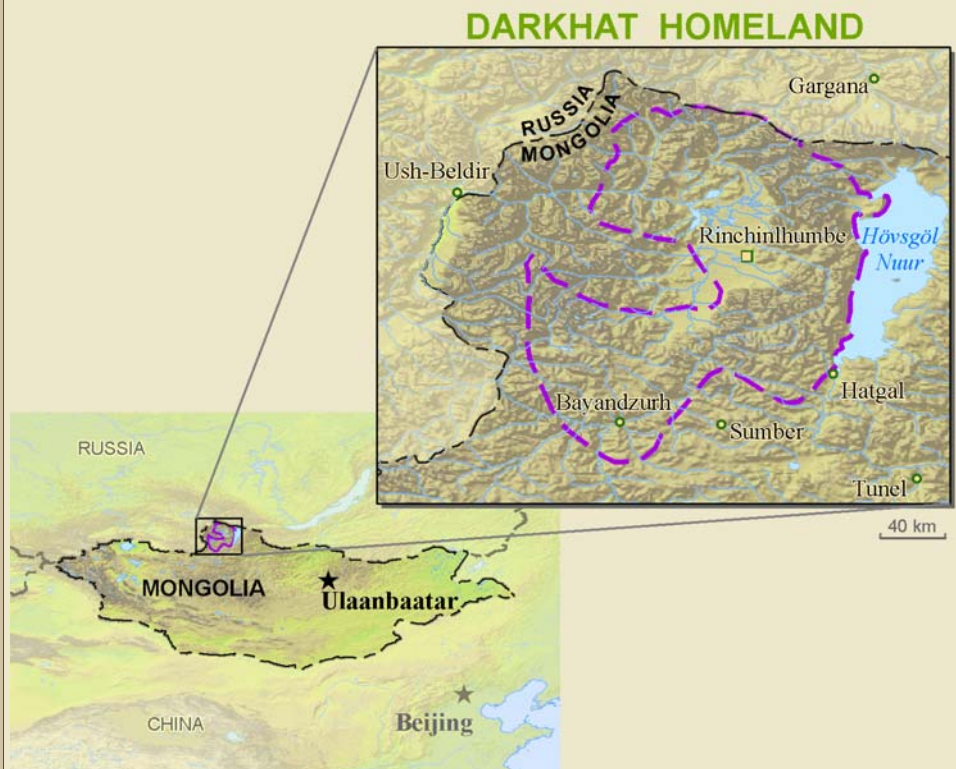 DARKHAT HOMELAND
Gargana
RUSSIA
MONGOLIA
Ush-Beldir
Rinchinlhumbe
Hövsgöl
Nuur
Hatgal
Bayandzurh
Sumber
Tunel
40 km
RUSSIA
MONGOLIA
Ulaanbaatar
Beijing
CHINA